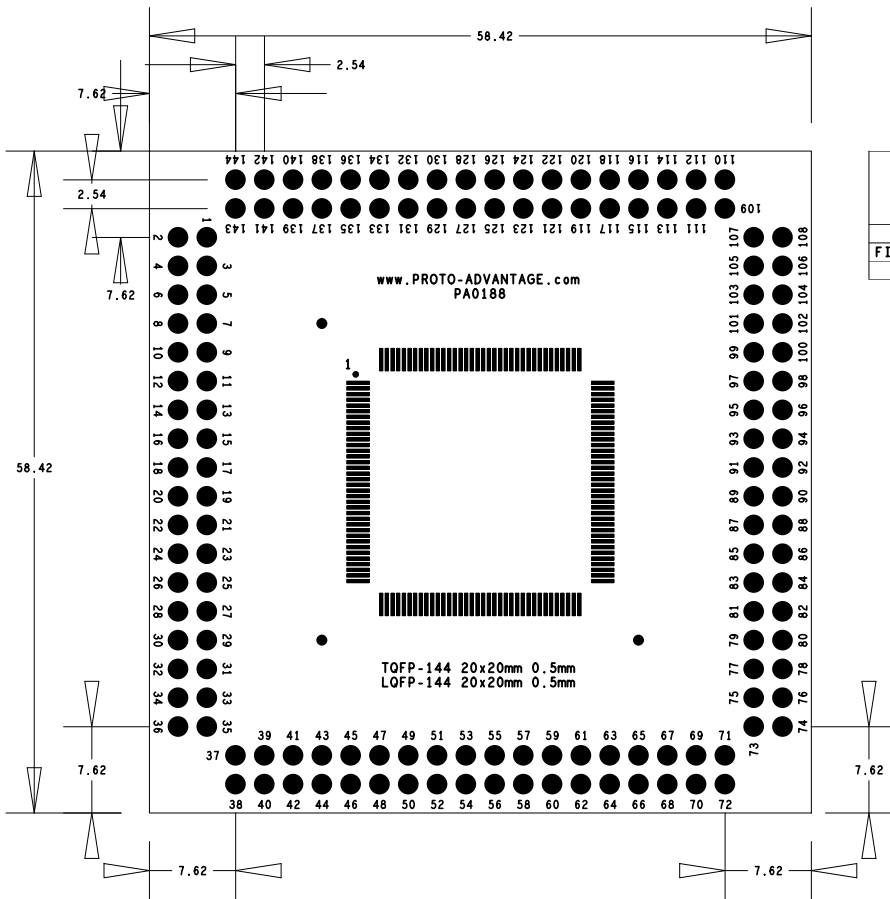 58.42
2.54
7.62
144 142 140 138 136 134 132 130 128 126 124 122 120 118 116 114 112 110
2.54
143 141 139 137 135 133 131 129 127 125 123 121 119 117 115 113 111 109
1
2 107 108
4 3 105 106
www.PROTO-ADVANTAGE.com
PA0188
FI
7.62
6 5 103 104
8 7 101 102
10 9 99 100
1
12 11 97 98
14 13 95 96
16 15 93 94
58.42
18 17 91 92
20 19 89 90
22 21 87 88
24 23 85 86
26 25 83 84
28 27 81 82
30 29 79 80
32 31 77 78
TQFP-144 20x20mm 0.5mm
LQFP-144 20x20mm 0.5mm
34 33 75 76
36 35 73 74
37 39 41 43 45 47 49 51 53 55 57 59 61 63 65 67 69 71
7.62
7.62
38 40 42 44 46 48 50 52 54 56 58 60 62 64 66 68 70 72
7.62
7.62